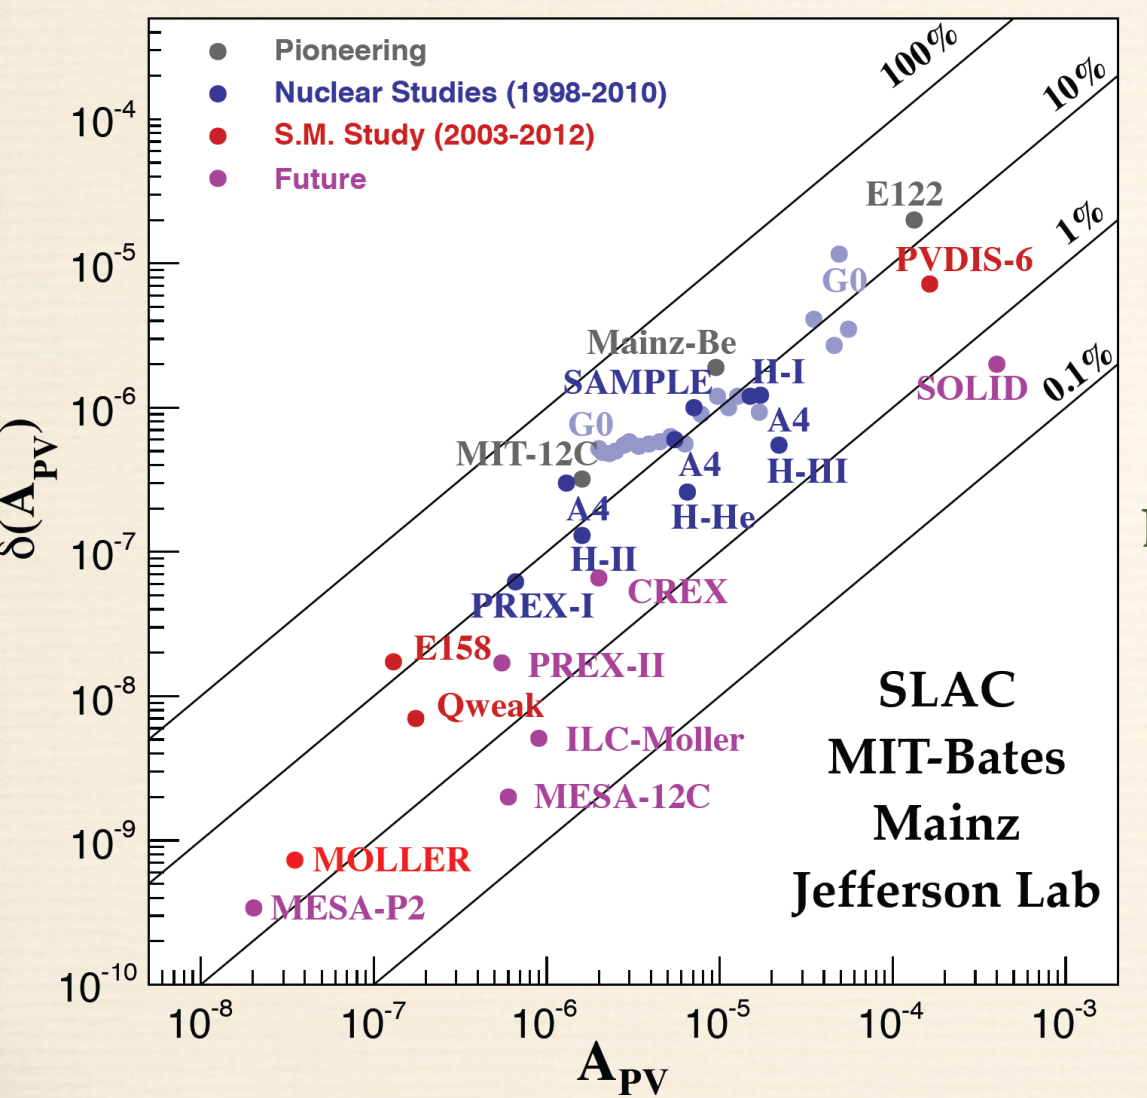 Pioneering
Nuclear Studies (1998-2010)
S.M. Study (2003-2012)
Future
100%
10%
1%
0.1%
E122
PVDIS-6
G0
Mainz-Be
H-I
SAMPLE
SOLID
G0
A4
MIT-12C
A4
H-III
A4
H-He
H-II
CREX
PREX-I
E158
PREX-II
Qweak
ILC-Moller
MESA-12C
MOLLER
MESA-P2
SLAC
MIT-Bates
Mainz
Jefferson Lab
δ(A_PV)
10^-4
10^-5
10^-6
10^-7
10^-8
10^-9
10^-10
10^-8 10^-7 10^-6 10^-5 10^-4 10^-3
A_PV